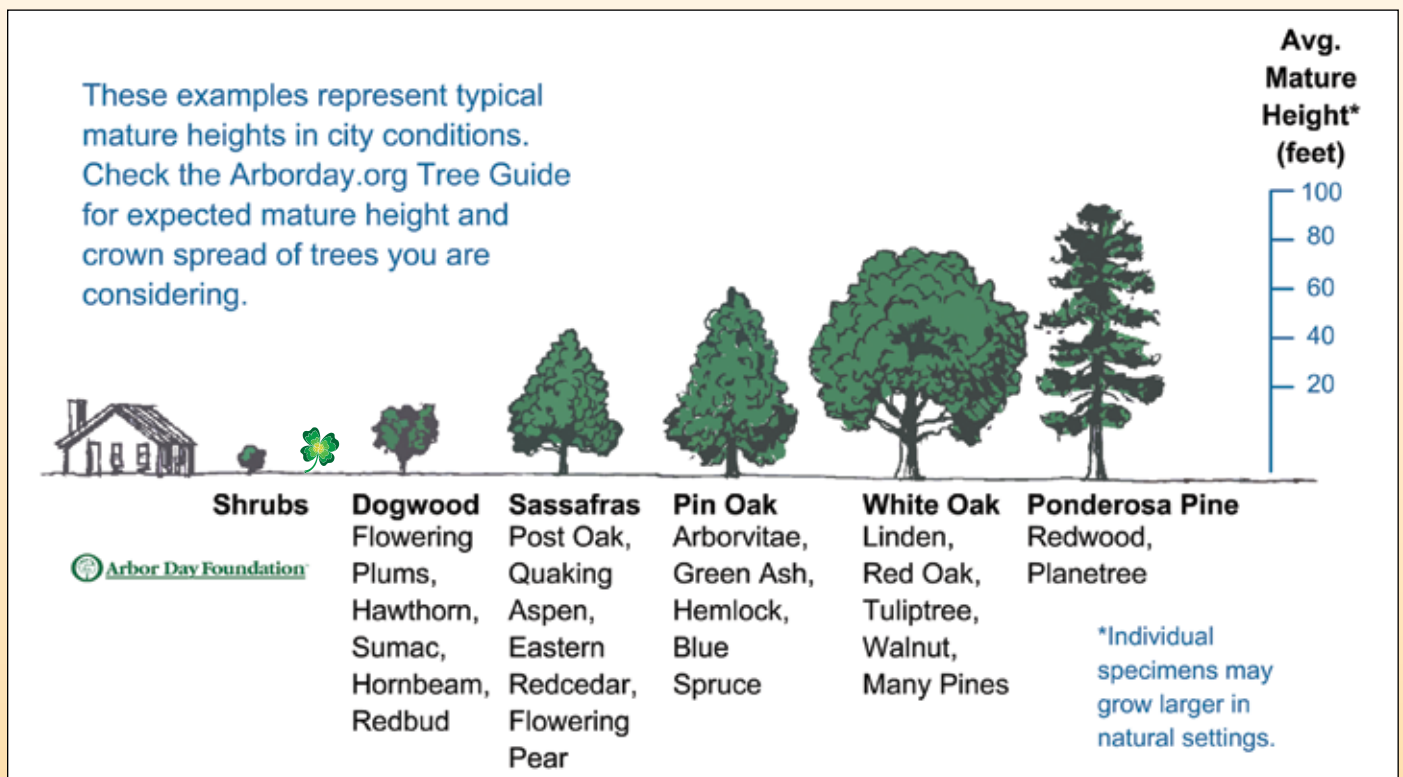 These examples represent typical
mature heights in city conditions.
Check the Arborday.org Tree Guide
for expected mature height and
crown spread of trees you are
considering.
Avg.
Mature
Height*
(feet)
100
80
60
40
20
Shrubs
Dogwood
Flowering
Plums,
Hawthorn,
Sumac,
Hornbeam,
Redbud
Sassafras
Post Oak,
Quaking
Aspen,
Eastern
Redcedar,
Flowering
Pear
Pin Oak
Arborvitae,
Green Ash,
Hemlock,
Blue
Spruce
White Oak
Linden,
Red Oak,
Tuliptree,
Walnut,
Many Pines
Ponderosa Pine
Redwood,
Planetree
Arbor Day Foundation
*Individual
specimens may
grow larger in
natural settings.